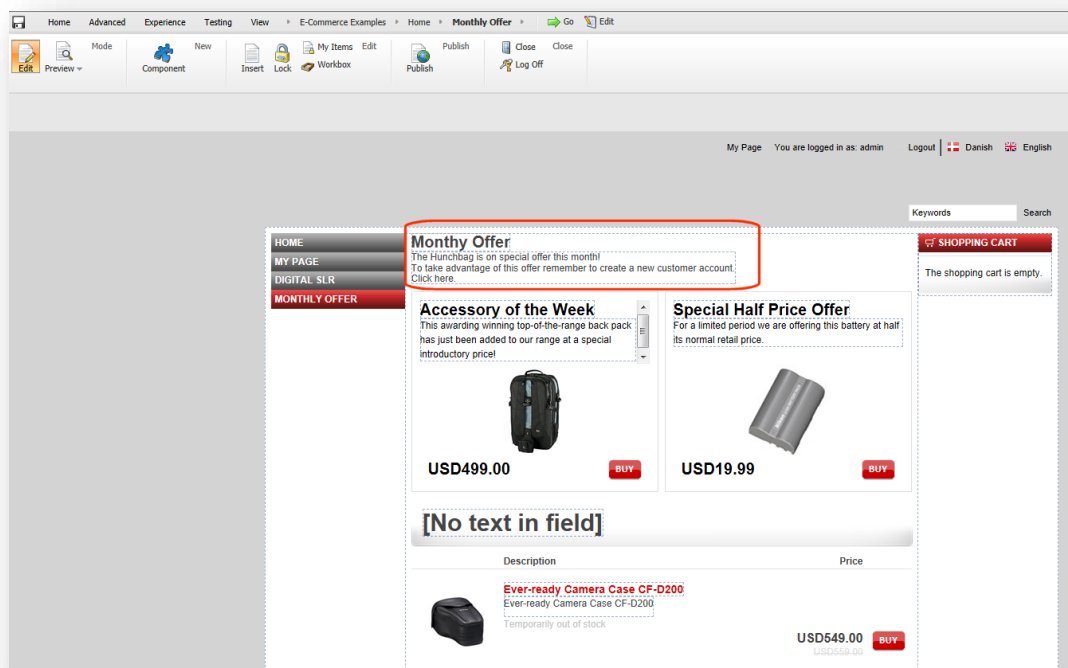 Home Advanced Experience Testing View E-Commerce Examples Home Monthly Offer Go Edit
Edit Preview Mode
Component New
Insert Lock My Items Workbox Edit
Publish Publish
Close Log Off Close
My Page You are logged in as: admin Logout Danish English
Keywords Search
HOME
MY PAGE
DIGITAL SLR
MONTHLY OFFER
Monthy Offer
The Hunchbag is on special offer this month!
To take advantage of this offer remember to create a new customer account.
Click here.
SHOPPING CART
The shopping cart is empty.
Accessory of the Week
This awarding winning top-of-the-range back pack
has just been added to our range at a special
introductory price!
USD499.00 BUY
Special Half Price Offer
For a limited period we are offering this battery at half
its normal retail price.
USD19.99 BUY
[No text in field]
Description Price
Ever-ready Camera Case CF-D200
Ever-ready Camera Case CF-D200
Temporarily out of stock
USD549.00 BUY
USD559.00